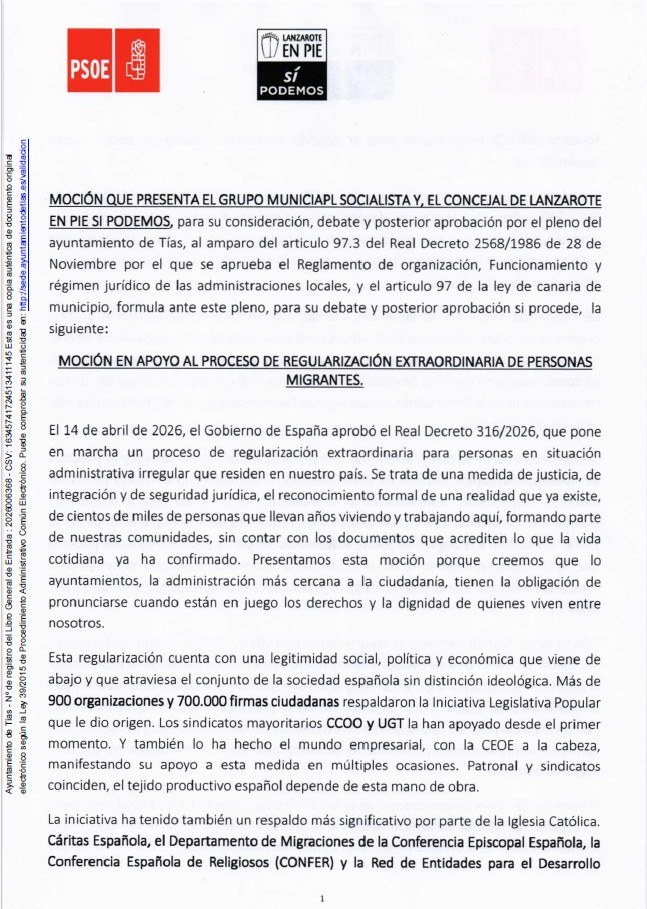 PSOE
LANZAROTE
EN PIE
sí
PODEMOS
MOCIÓN QUE PRESENTA EL GRUPO MUNICIAPL SOCIALISTA Y, EL CONCEJAL DE LANZAROTE
EN PIE SI PODEMOS, para su consideración, debate y posterior aprobación por el pleno del
ayuntamiento de Tías, al amparo del articulo 97.3 del Real Decreto 2568/1986 de 28 de
Noviembre por el que se aprueba el Reglamento de organización, Funcionamiento y
régimen jurídico de las administraciones locales, y el articulo 97 de la ley de canaria de
municipio, formula ante este pleno, para su debate y posterior aprobación si procede, la
siguiente:
MOCIÓN EN APOYO AL PROCESO DE REGULARIZACIÓN EXTRAORDINARIA DE PERSONAS
MIGRANTES.
El 14 de abril de 2026, el Gobierno de España aprobó el Real Decreto 316/2026, que pone
en marcha un proceso de regularización extraordinaria para personas en situación
administrativa irregular que residen en nuestro país. Se trata de una medida de justicia, de
integración y de seguridad jurídica, el reconocimiento formal de una realidad que ya existe,
de cientos de miles de personas que llevan años viviendo y trabajando aquí, formando parte
de nuestras comunidades, sin contar con los documentos que acrediten lo que la vida
cotidiana ya ha confirmado. Presentamos esta moción porque creemos que lo
ayuntamientos, la administración más cercana a la ciudadanía, tienen la obligación de
pronunciarse cuando están en juego los derechos y la dignidad de quienes viven entre
nosotros.
Esta regularización cuenta con una legitimidad social, política y económica que viene de
abajo y que atraviesa el conjunto de la sociedad española sin distinción ideológica. Más de
900 organizaciones y 700.000 firmas ciudadanas respaldaron la Iniciativa Legislativa Popular
que le dio origen. Los sindicatos mayoritarios CCOO y UGT la han apoyado desde el primer
momento. Y también lo ha hecho el mundo empresarial, con la CEOE a la cabeza,
manifestando su apoyo a esta medida en múltiples ocasiones. Patronal y sindicatos
coinciden, el tejido productivo español depende de esta mano de obra.
La iniciativa ha tenido también un respaldo más significativo por parte de la Iglesia Católica.
Cáritas Española, el Departamento de Migraciones de la Conferencia Episcopal Española, la
Conferencia Española de Religiosos (CONFER) y la Red de Entidades para el Desarrollo
1
Ayuntamiento de Tías - Nº de registro del Libro General de Entrada : 2026006368 - CSV: 16345741724513411145 Esta es una copia auténtica de documento original
electrónico según la Ley 39/2015 de Procedimiento Administrativo Común Electrónico. Puede comprobar su autenticidad en: http://sede.ayuntamientodetias.es/validacion